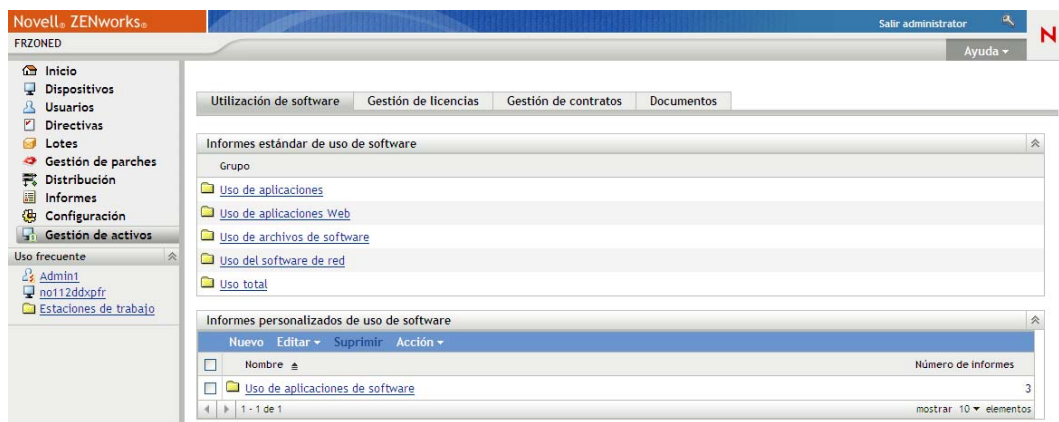 Novell® ZENworks®
Salir administrator
FRZONED
N
Ayuda
Inicio
Dispositivos
Usuarios
Directivas
Lotes
Gestión de parches
Distribución
Informes
Configuración
Gestión de activos
Uso frecuente
Admin1
no112ddxpfr
Estaciones de trabajo
Utilización de software Gestión de licencias Gestión de contratos Documentos
Informes estándar de uso de software
Grupo
Uso de aplicaciones
Uso de aplicaciones Web
Uso de archivos de software
Uso del software de red
Uso total
Informes personalizados de uso de software
Nuevo Editar Suprimir Acción
Nombre Número de informes
Uso de aplicaciones de software 3
1 - 1 de 1 mostrar 10 elementos